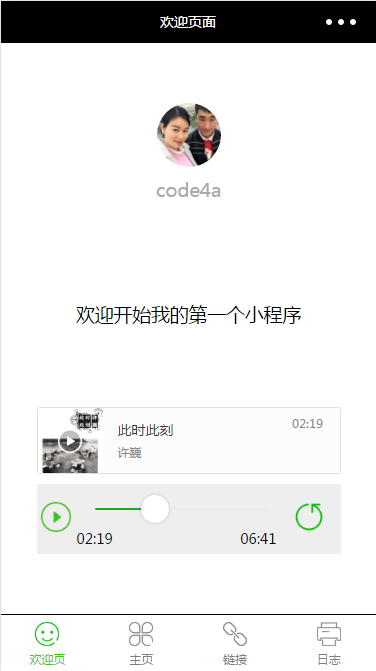 欢迎页面
code4a
欢迎开始我的第一个小程序
此时此刻
02:19
许巍
02:19
06:41
欢迎页
主页
链接
日志